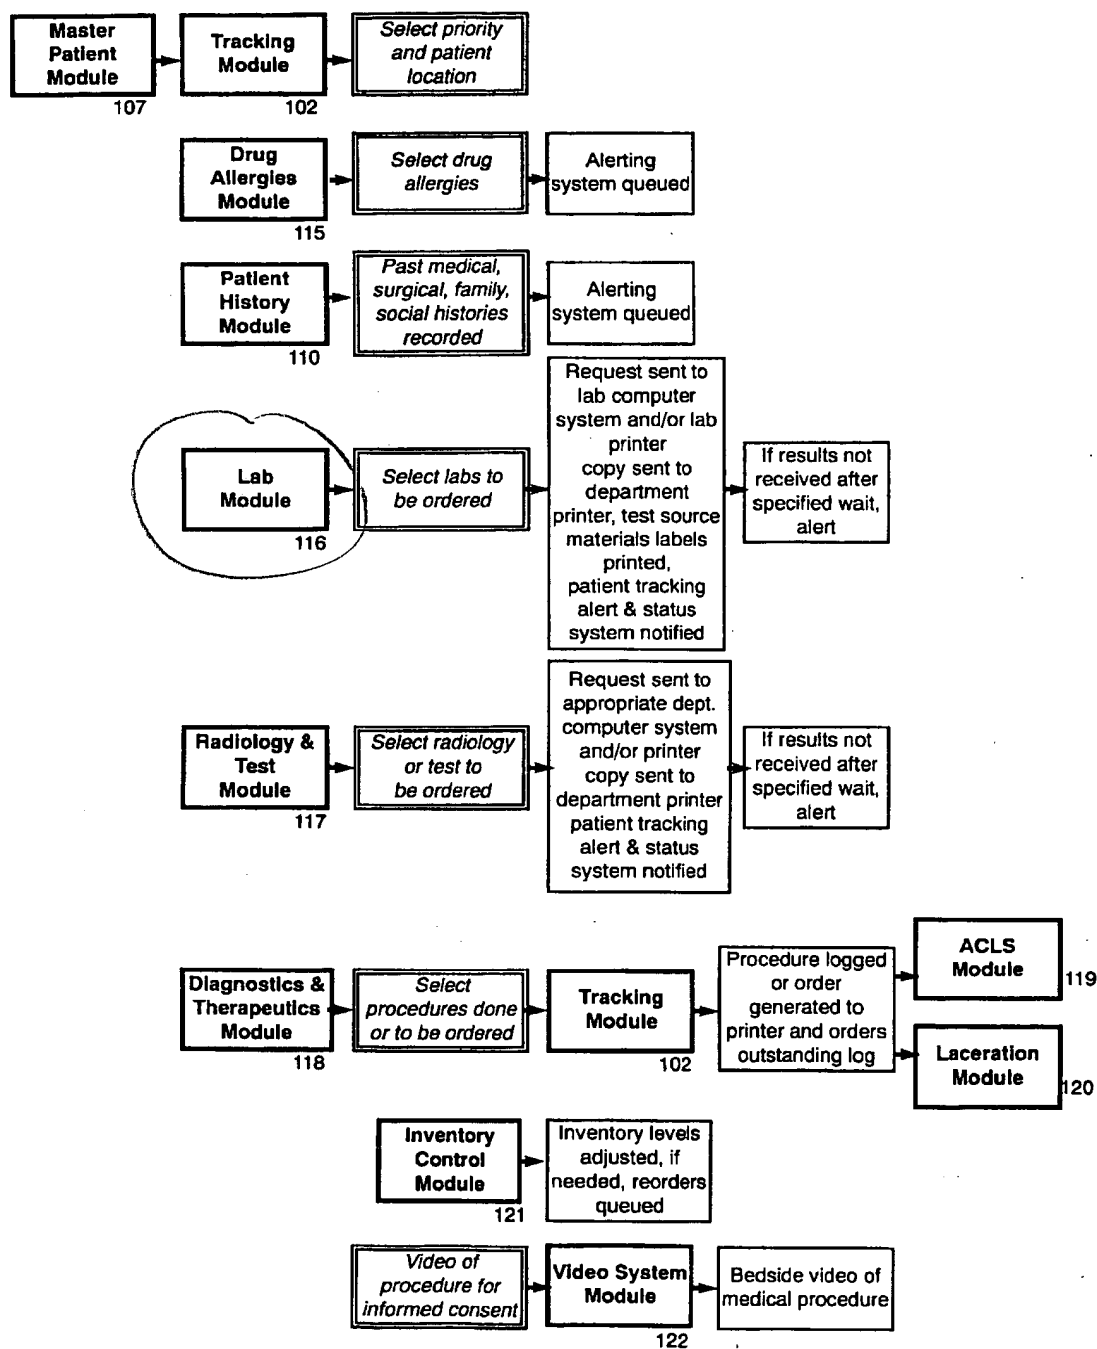 Master
Patient
Module
107
Tracking
Module
102
Select priority
and patient
location
Drug
Allergies
Module
115
Select drug
allergies
Alerting
system queued
Patient
History
Module
110
Past medical,
surgical, family,
social histories
recorded
Alerting
system queued
Lab
Module
116
Select labs to
be ordered
Request sent to
lab computer
system and/or lab
printer
copy sent to
department
printer, test source
materials labels
printed,
patient tracking
alert & status
system notified
If results not
received after
specified wait,
alert
Radiology &
Test
Module
117
Select radiology
or test to
be ordered
Request sent to
appropriate dept.
computer system
and/or printer
copy sent to
department printer
patient tracking
alert & status
system notified
If results not
received after
specified wait,
alert
Diagnostics &
Therapeutics
Module
118
Select
procedures done
or to be ordered
Tracking
Module
102
Procedure logged
or order
generated to
printer and orders
outstanding log
ACLS
Module
119
Laceration
Module
120
Inventory
Control
Module
121
Inventory levels
adjusted, if
needed, reorders
queued
Video of
procedure for
informed consent
Video System
Module
122
Bedside video of
medical procedure